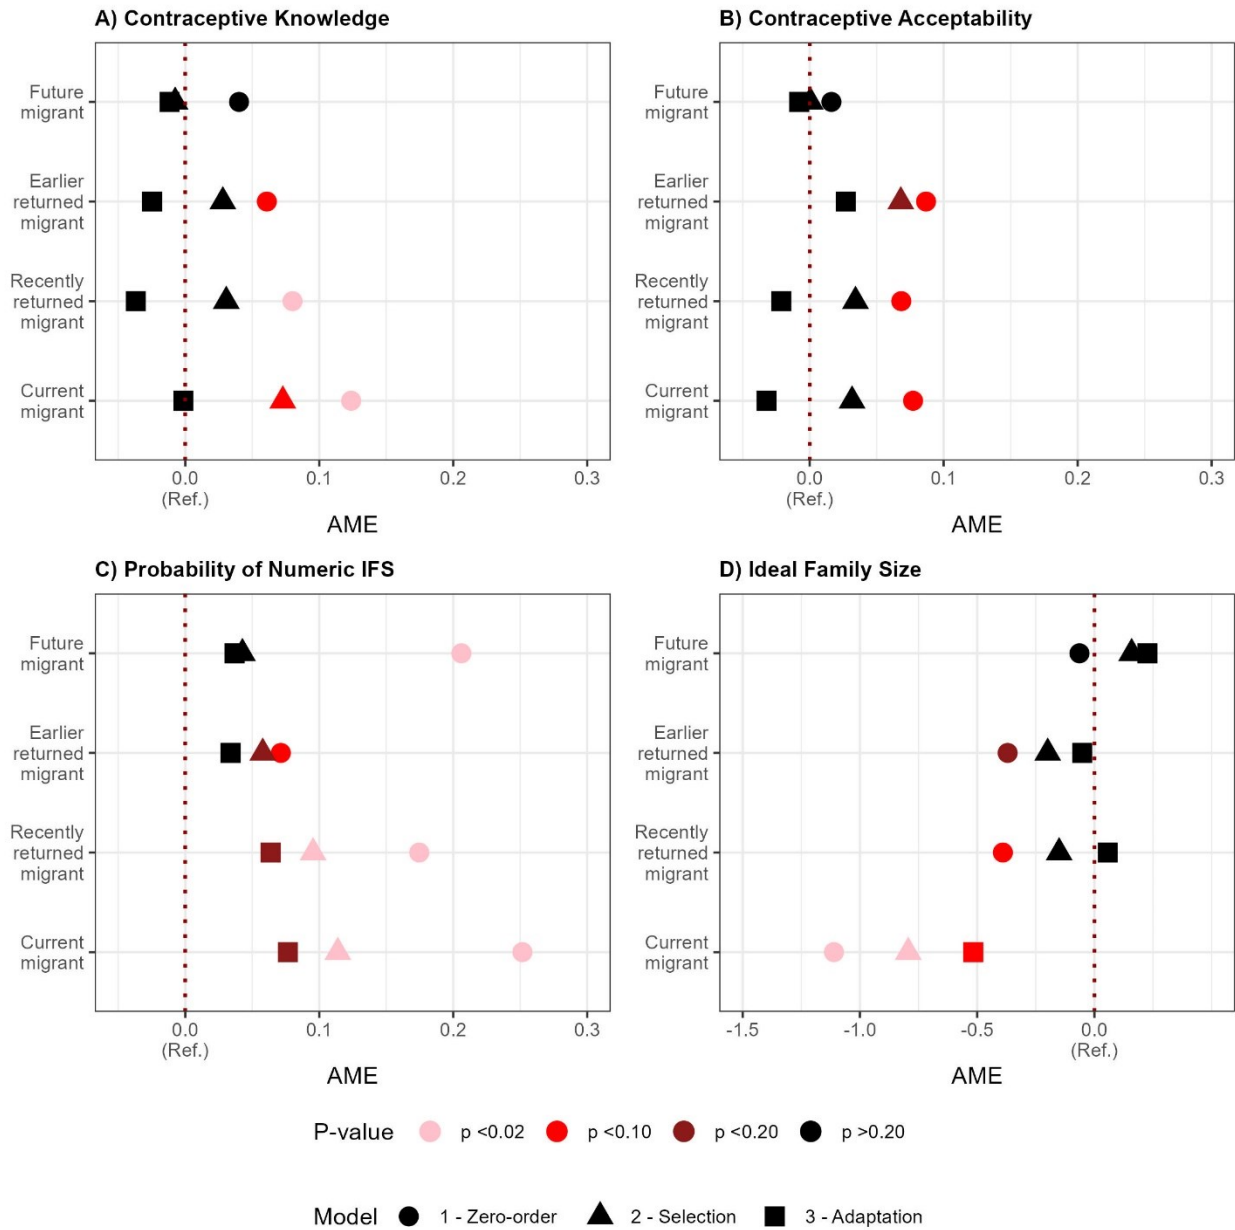 A) Contraceptive Knowledge
Future
migrant
Earlier
returned
migrant
Recently
returned
migrant
Current
migrant
0.0
(Ref.)
0.1
0.2
0.3
AME
B) Contraceptive Acceptability
Future
migrant
Earlier
returned
migrant
Recently
returned
migrant
Current
migrant
0.0
(Ref.)
0.1
0.2
0.3
AME
C) Probability of Numeric IFS
Future
migrant
Earlier
returned
migrant
Recently
returned
migrant
Current
migrant
0.0
(Ref.)
0.1
0.2
0.3
AME
D) Ideal Family Size
Future
migrant
Earlier
returned
migrant
Recently
returned
migrant
Current
migrant
-1.5
-1.0
-0.5
0.0
(Ref.)
AME
P-value p <0.02 p <0.10 p <0.20 p >0.20
Model 1 - Zero-order 2 - Selection 3 - Adaptation